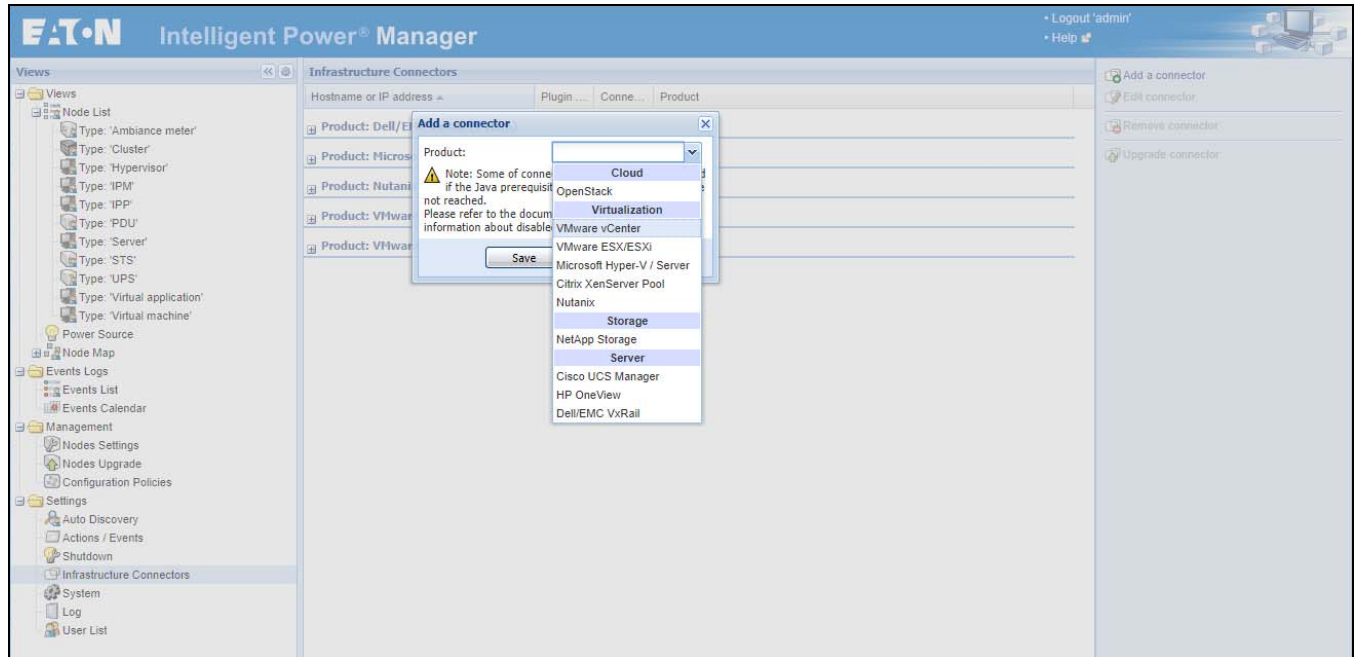 EATON
Intelligent Power® Manager
• Logout 'admin'
• Help
Views
Views
Node List
Type: 'Ambiance meter'
Type: 'Cluster'
Type: 'Hypervisor'
Type: 'IPM'
Type: 'IPP'
Type: 'PDU'
Type: 'Server'
Type: 'STS'
Type: 'UPS'
Type: 'Virtual application'
Type: 'Virtual machine'
Power Source
Node Map
Events Logs
Events List
Events Calendar
Management
Nodes Settings
Nodes Upgrade
Configuration Policies
Settings
Auto Discovery
Actions / Events
Shutdown
Infrastructure Connectors
System
Log
User List
Infrastructure Connectors
Hostname or IP address Plugin ... Conne... Product
Product: Dell/E
Product: Micros
Product: Nutani
Product: VMwar
Product: VMwar
Add a connector
Product:
Note: Some of conne
if the Java prerequisit
not reached.
Please refer to the docum
information about disable
Save
Cloud
OpenStack
Virtualization
VMware vCenter
VMware ESX/ESXi
Microsoft Hyper-V / Server
Citrix XenServer Pool
Nutanix
Storage
NetApp Storage
Server
Cisco UCS Manager
HP OneView
Dell/EMC VxRail
Add a connector
Edit connector
Remove connector
Upgrade connector